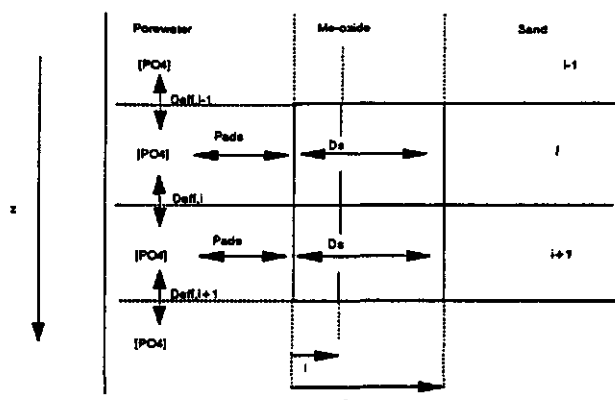 Porewater Me-oxide Sand
[PO4] i-1
Deff,i-1
Pads Ds
[PO4] i
Deff,i
z
Pads Ds
[PO4] i+1
Deff,i+1
[PO4]
l